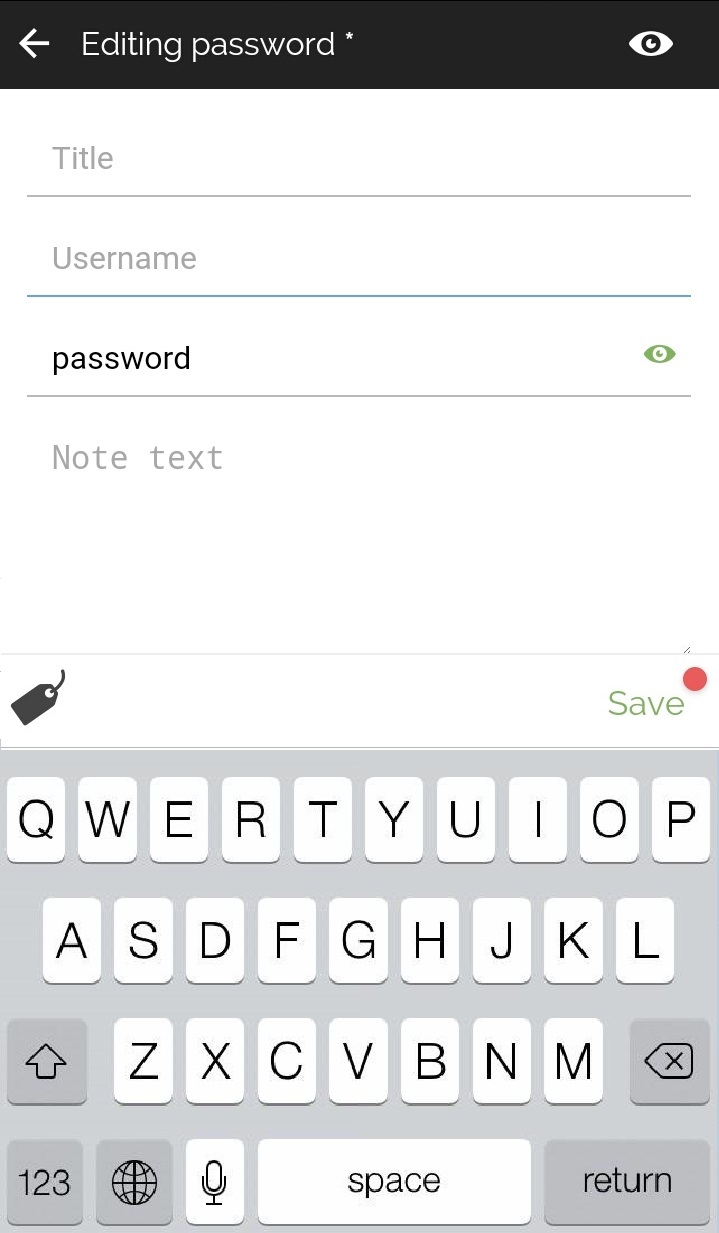 Editing password *
Title
Username
password
Note text
Save
Q W E R T Y U I O P
A S D F G H J K L
Z X C V B N M
123 space return